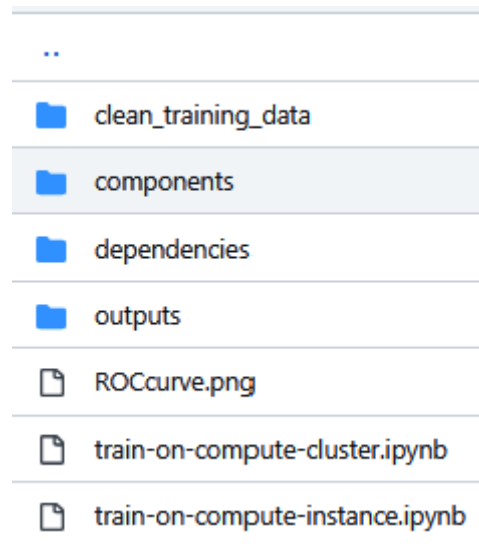 ..
clean_training_data
components
dependencies
outputs
ROCcurve.png
train-on-compute-cluster.ipynb
train-on-compute-instance.ipynb